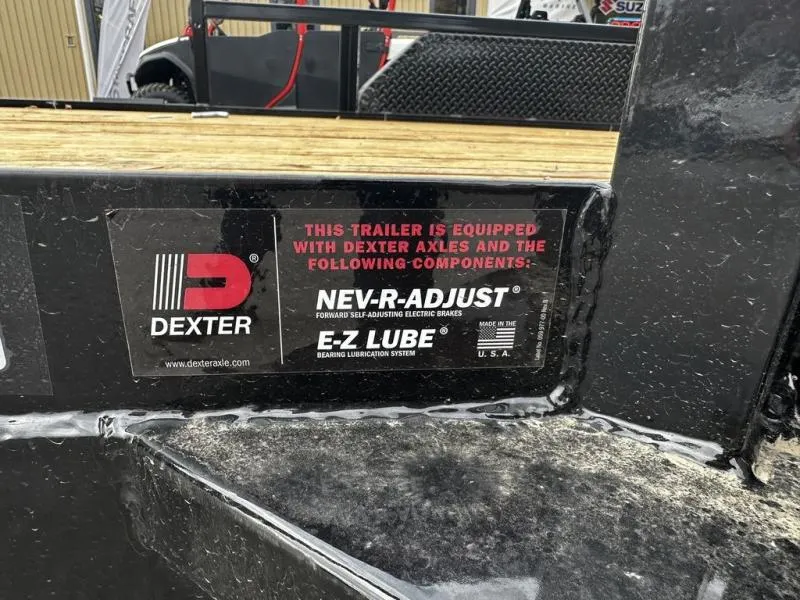 SUZ
THIS TRAILER IS EQUIPPED
WITH DEXTER AXLES AND THE
FOLLOWING COMPONENTS:
®
DEXTER
www.dexteraxle.com
NEV-R-ADJUST®
FORWARD SELF-ADJUSTING ELECTRIC BRAKES
E-Z LUBE®
BEARING LUBRICATION SYSTEM
MADE IN THE
U. S. A.